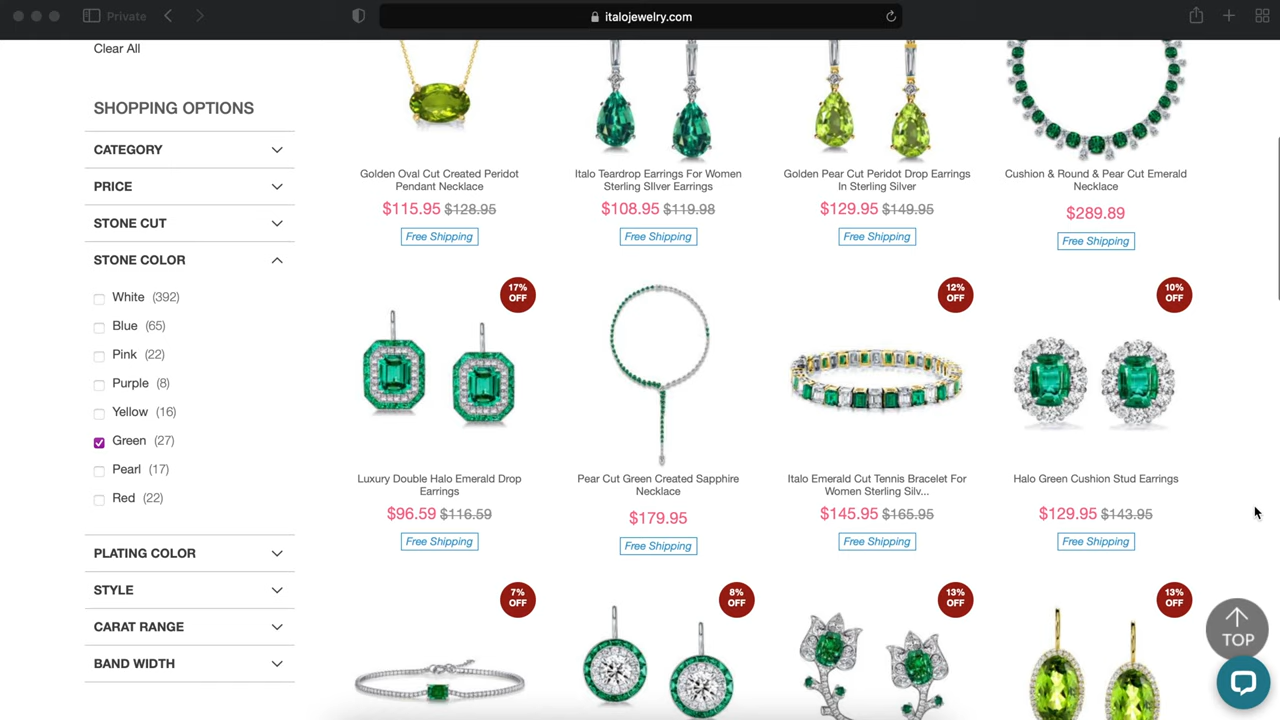 Private
italojewelry.com
Clear All
SHOPPING OPTIONS
CATEGORY
PRICE
STONE CUT
STONE COLOR
White (392)
Blue (65)
Pink (22)
Purple (8)
Yellow (16)
Green (27)
Pearl (17)
Red (22)
PLATING COLOR
STYLE
CARAT RANGE
BAND WIDTH
Golden Oval Cut Created Peridot
Pendant Necklace
$115.95 $128.95
Free Shipping
Italo Teardrop Earrings For Women
Sterling SIlver Earrings
$108.95 $119.98
Free Shipping
Golden Pear Cut Peridot Drop Earrings
In Sterling Silver
$129.95 $149.95
Free Shipping
Cushion & Round & Pear Cut Emerald
Necklace
$289.89
Free Shipping
17%
OFF
Luxury Double Halo Emerald Drop
Earrings
$96.59 $116.59
Free Shipping
Pear Cut Green Created Sapphire
Necklace
$179.95
Free Shipping
12%
OFF
Italo Emerald Cut Tennis Bracelet For
Women Sterling Silv...
$145.95 $165.95
Free Shipping
10%
OFF
Halo Green Cushion Stud Earrings
$129.95 $143.95
Free Shipping
7%
OFF
8%
OFF
13%
OFF
13%
OFF
TOP